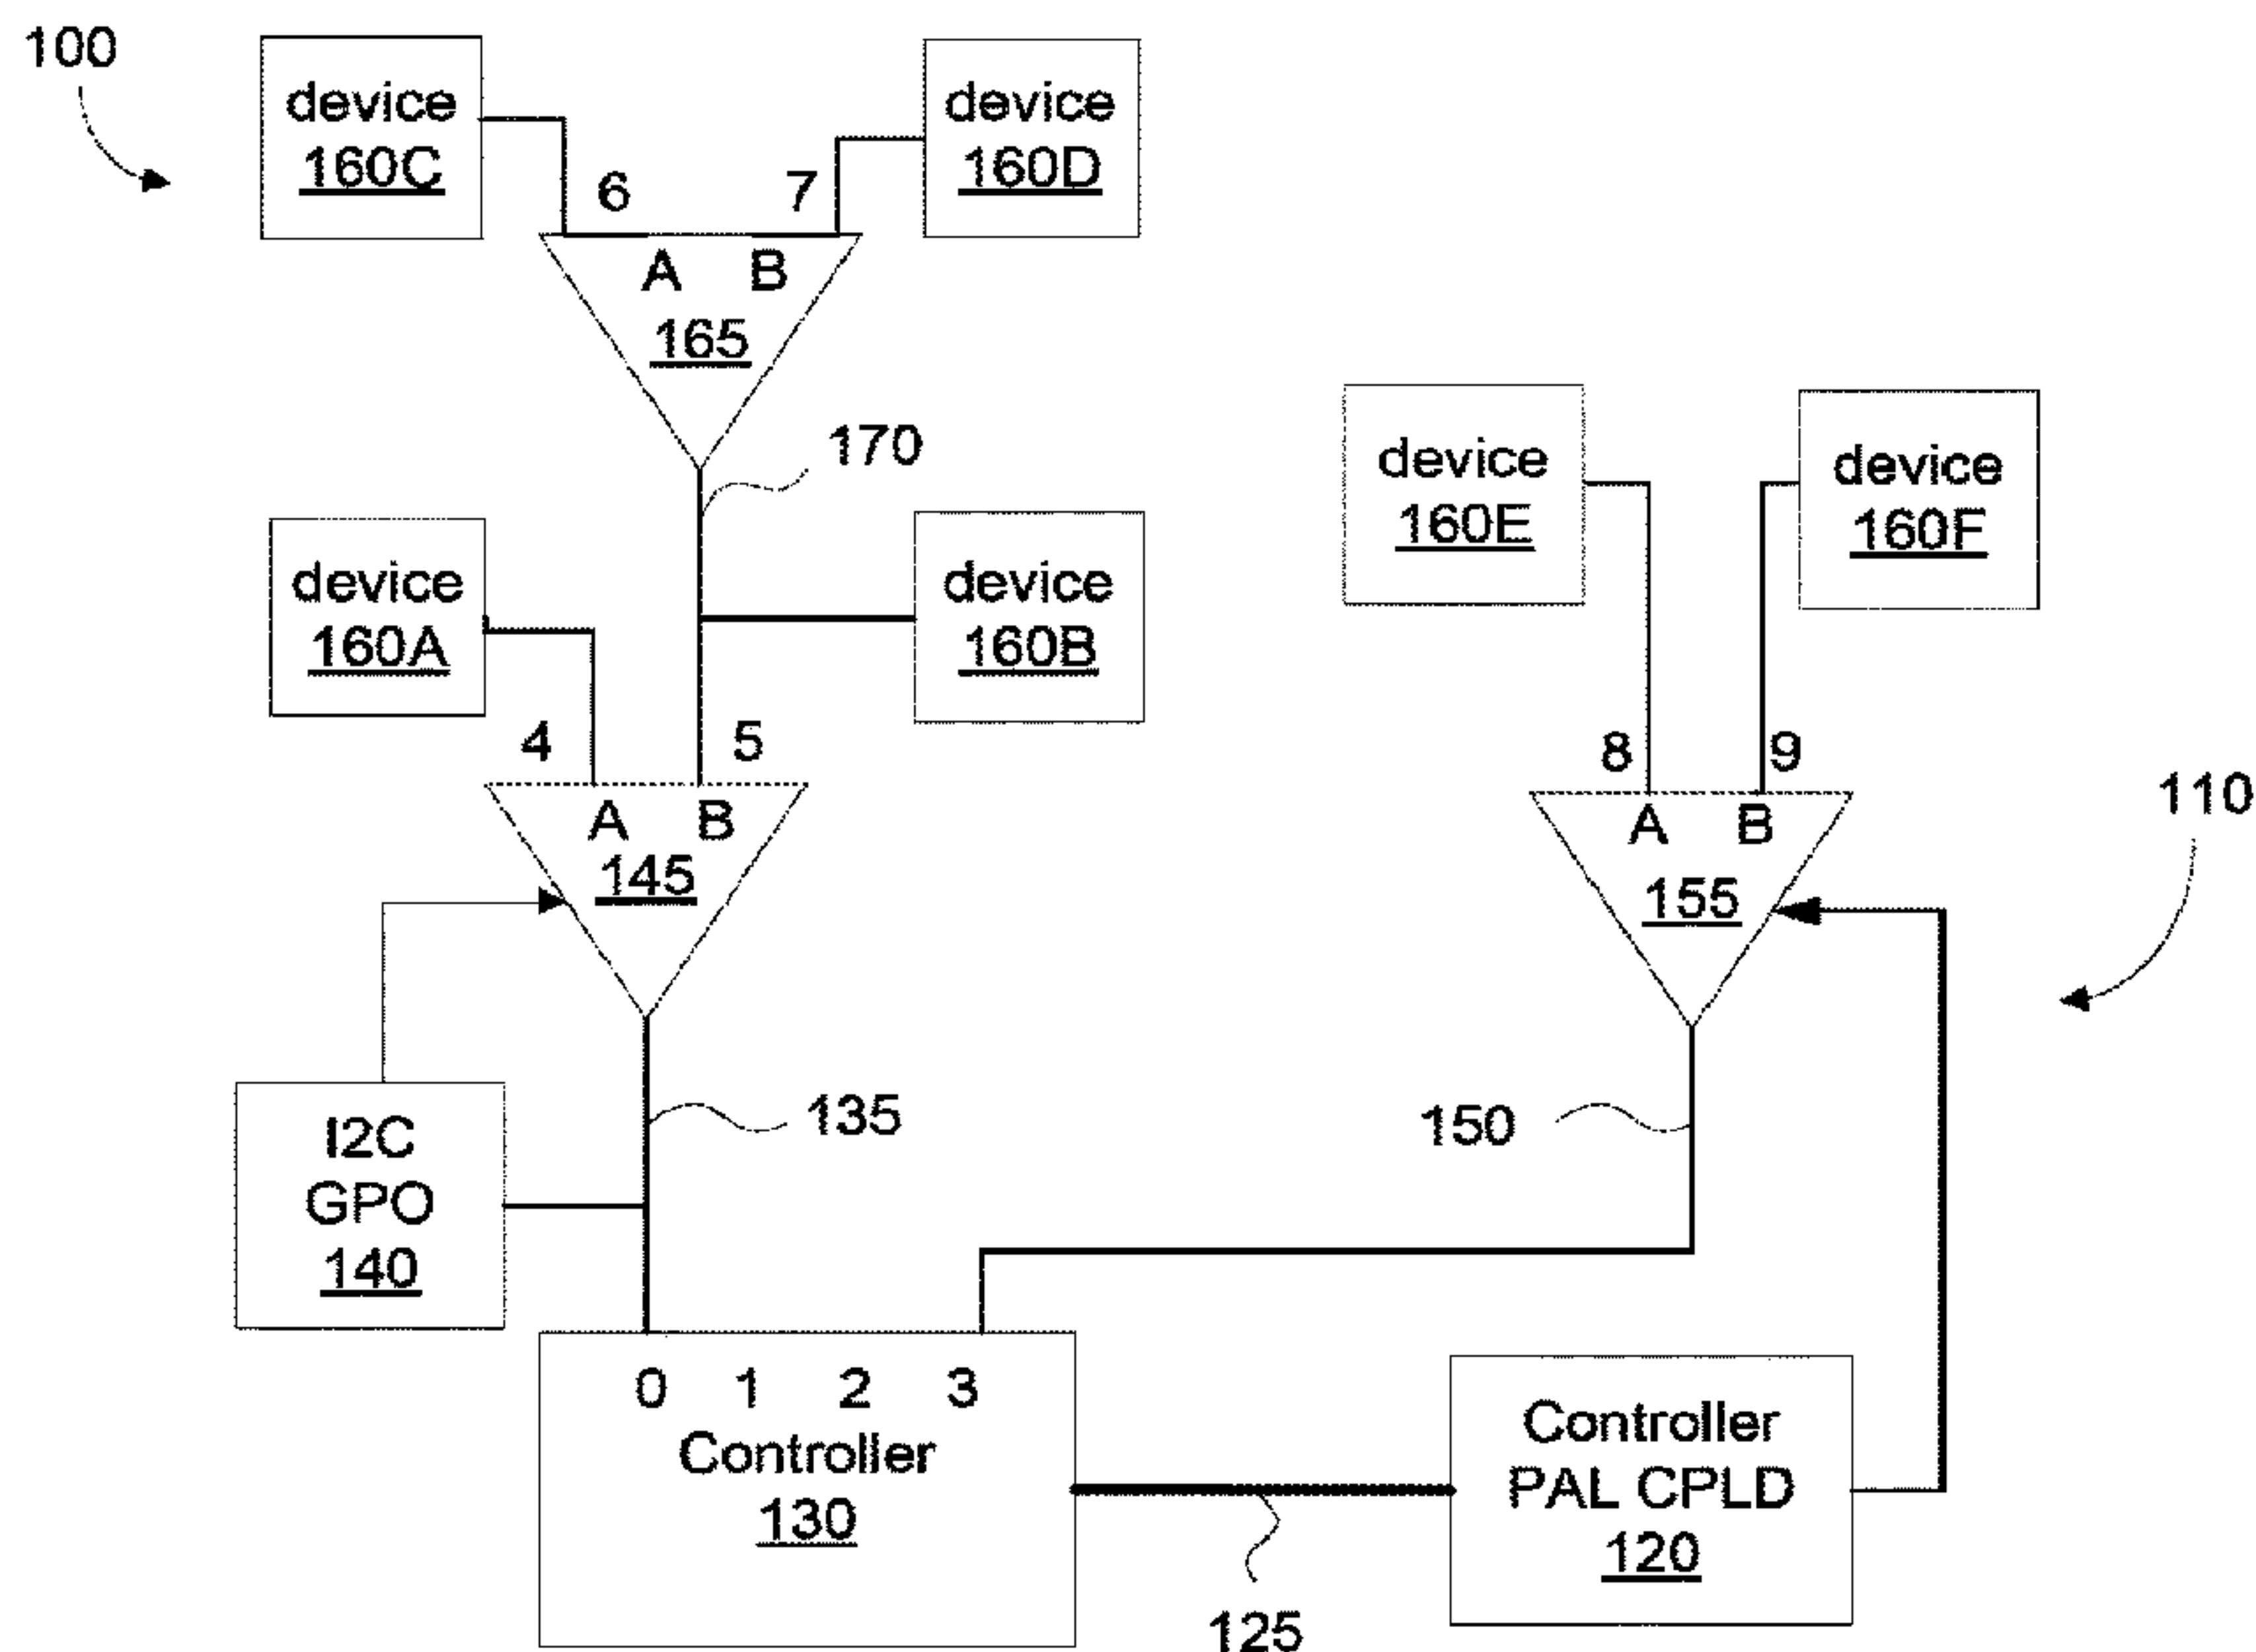 100
device
160C
device
160D
6
7
A B
165
170
device
160E
device
160F
device
160A
device
160B
4
5
8
9
A B
145
A B
155
110
I2C
GPO
140
135
150
0 1 2 3
Controller
130
Controller
PAL CPLD
120
125